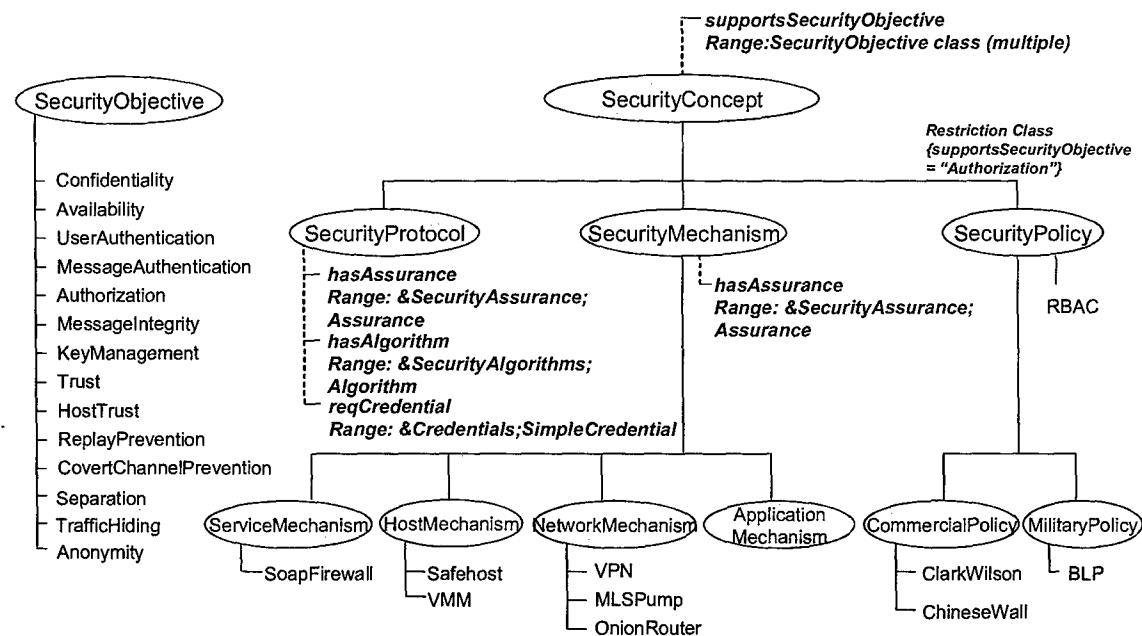 supportsSecurityObjective
Range:SecurityObjective class (multiple)
SecurityObjective
SecurityConcept
Restriction Class
{supportsSecurityObjective
= "Authorization"}
Confidentiality
Availability
UserAuthentication
MessageAuthentication
Authorization
MessageIntegrity
KeyManagement
Trust
HostTrust
ReplayPrevention
CovertChannelPrevention
Separation
TrafficHiding
Anonymity
SecurityProtocol
hasAssurance
Range: &SecurityAssurance;
Assurance
hasAlgorithm
Range: &SecurityAlgorithms;
Algorithm
reqCredential
Range: &Credentials;SimpleCredential
SecurityMechanism
hasAssurance
Range: &SecurityAssurance;
Assurance
SecurityPolicy
RBAC
ServiceMechanism
SoapFirewall
HostMechanism
Safehost
VMM
NetworkMechanism
VPN
MLSPump
OnionRouter
Application
Mechanism
CommercialPolicy
ClarkWilson
ChineseWall
MilitaryPolicy
BLP